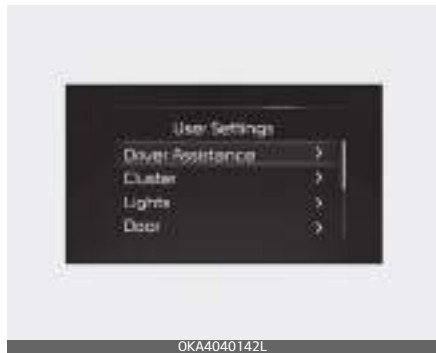 User Settings
Driver Assistance
Cluster
Lights
Door
OKA4040142L